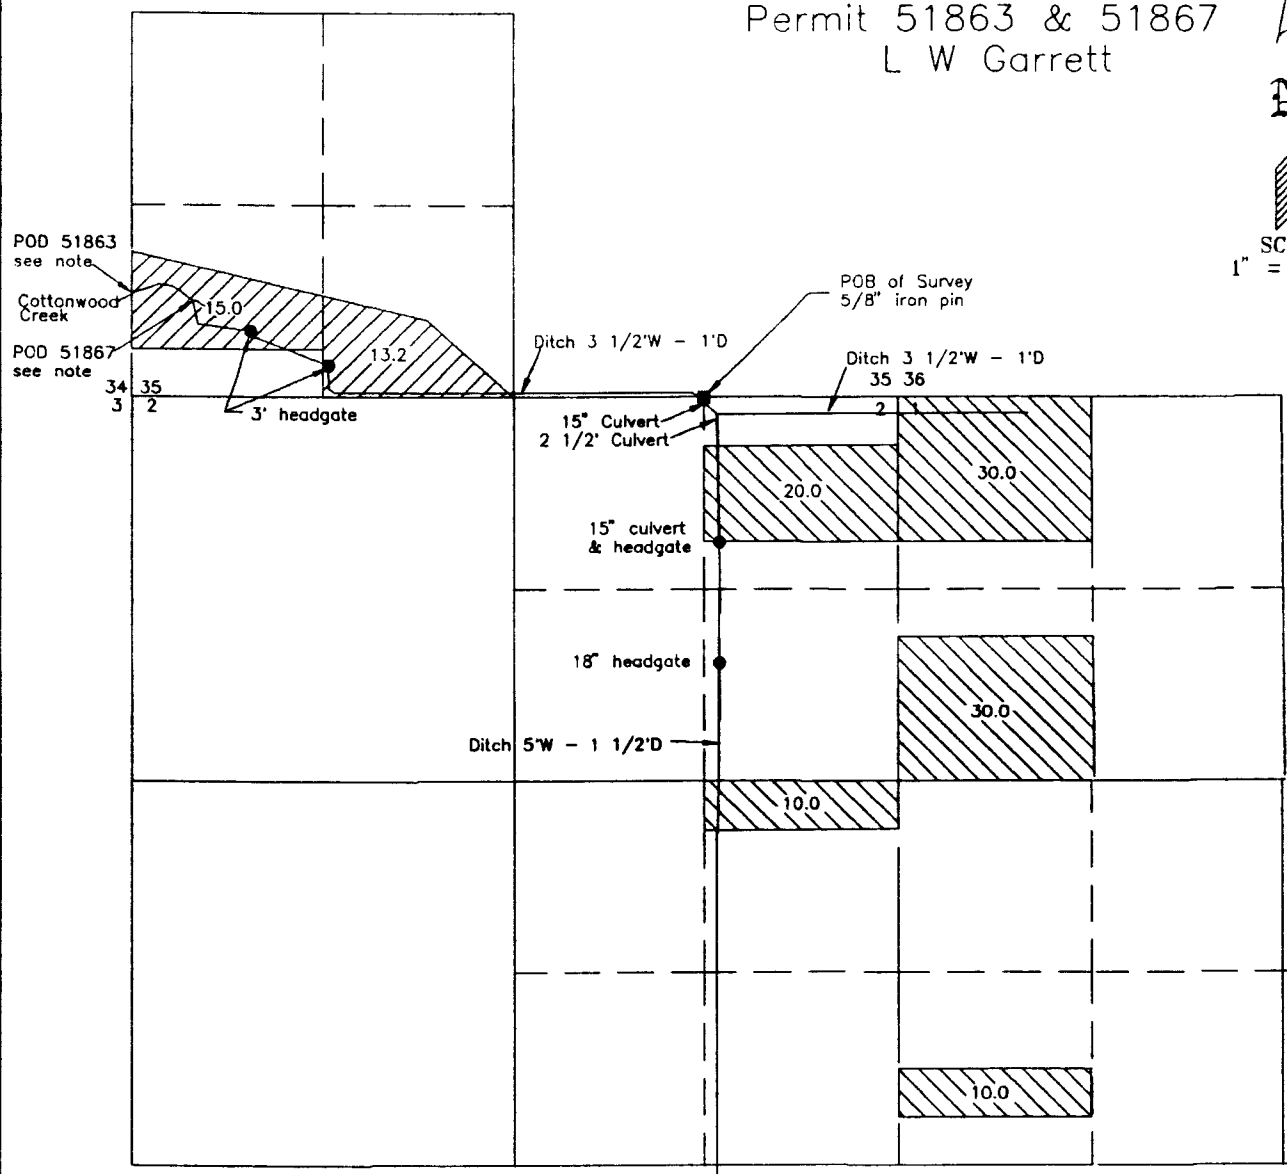 Permit 51863 & 51867
L W Garrett
SC
1" =
POD 51863
see note
Cottonwood
Creek
POD 51867
see note
15.0
13.2
34 35
3 2
3' headgate
Ditch 3 1/2'W - 1'D
POB of Survey
5/8" iron pin
Ditch 3 1/2'W - 1'D
35 36
2 1
15" Culvert
2 1/2' Culvert
20.0
30.0
15" culvert
& headgate
18" headgate
30.0
Ditch 5'W - 1 1/2'D
10.0
10.0